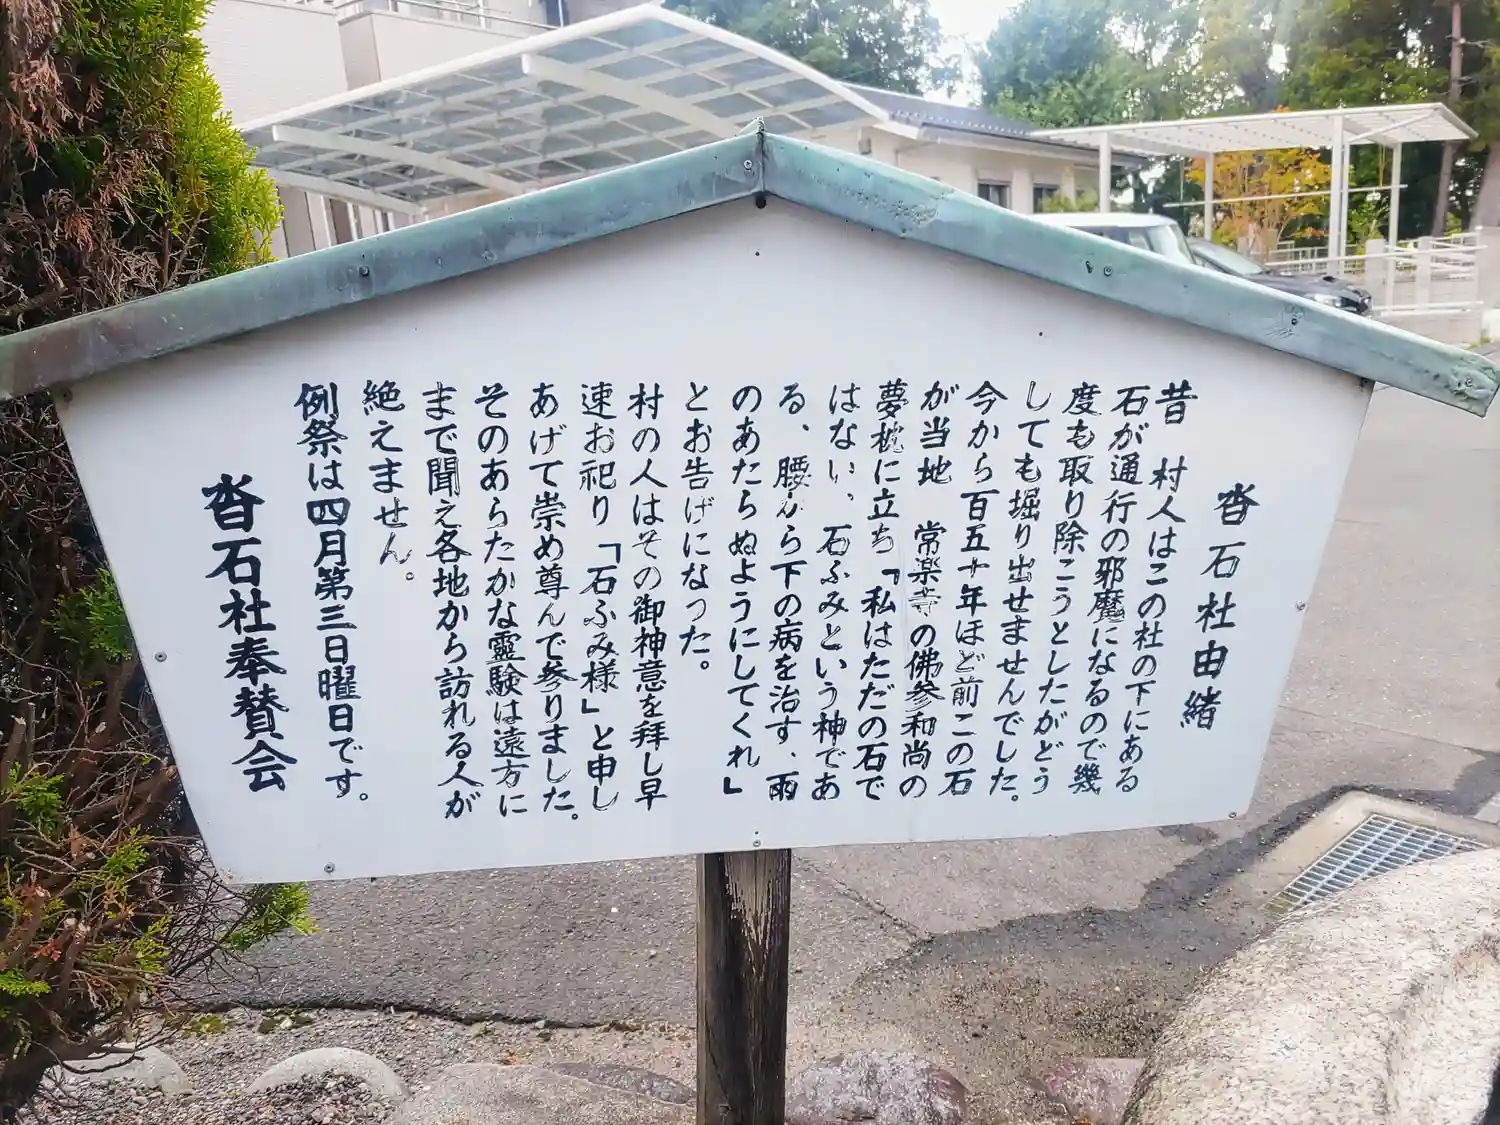 沓石社由緒
昔 村人はこの社の下にある
石が通行の邪魔になるので幾
度も取り除こうとしたがどう
しても堀り出せませんでした。
今から百五十年ほど前この石
が当地 常楽寺の佛参和尚の
夢枕に立ち「私はただの石で
はない、石ふみという神であ
る、腰から下の病を治す、雨
のあたらぬようにしてくれ」
とお告げになった。
村の人はその御神意を拝し早
速お祀り「石ふみ様」と申し
あげて崇め尊んで参りました。
そのあらたかな靈験は遠方に
まで聞え各地から訪れる人が
絶えません。
例祭は四月第三日曜日です。
沓石社奉賛会